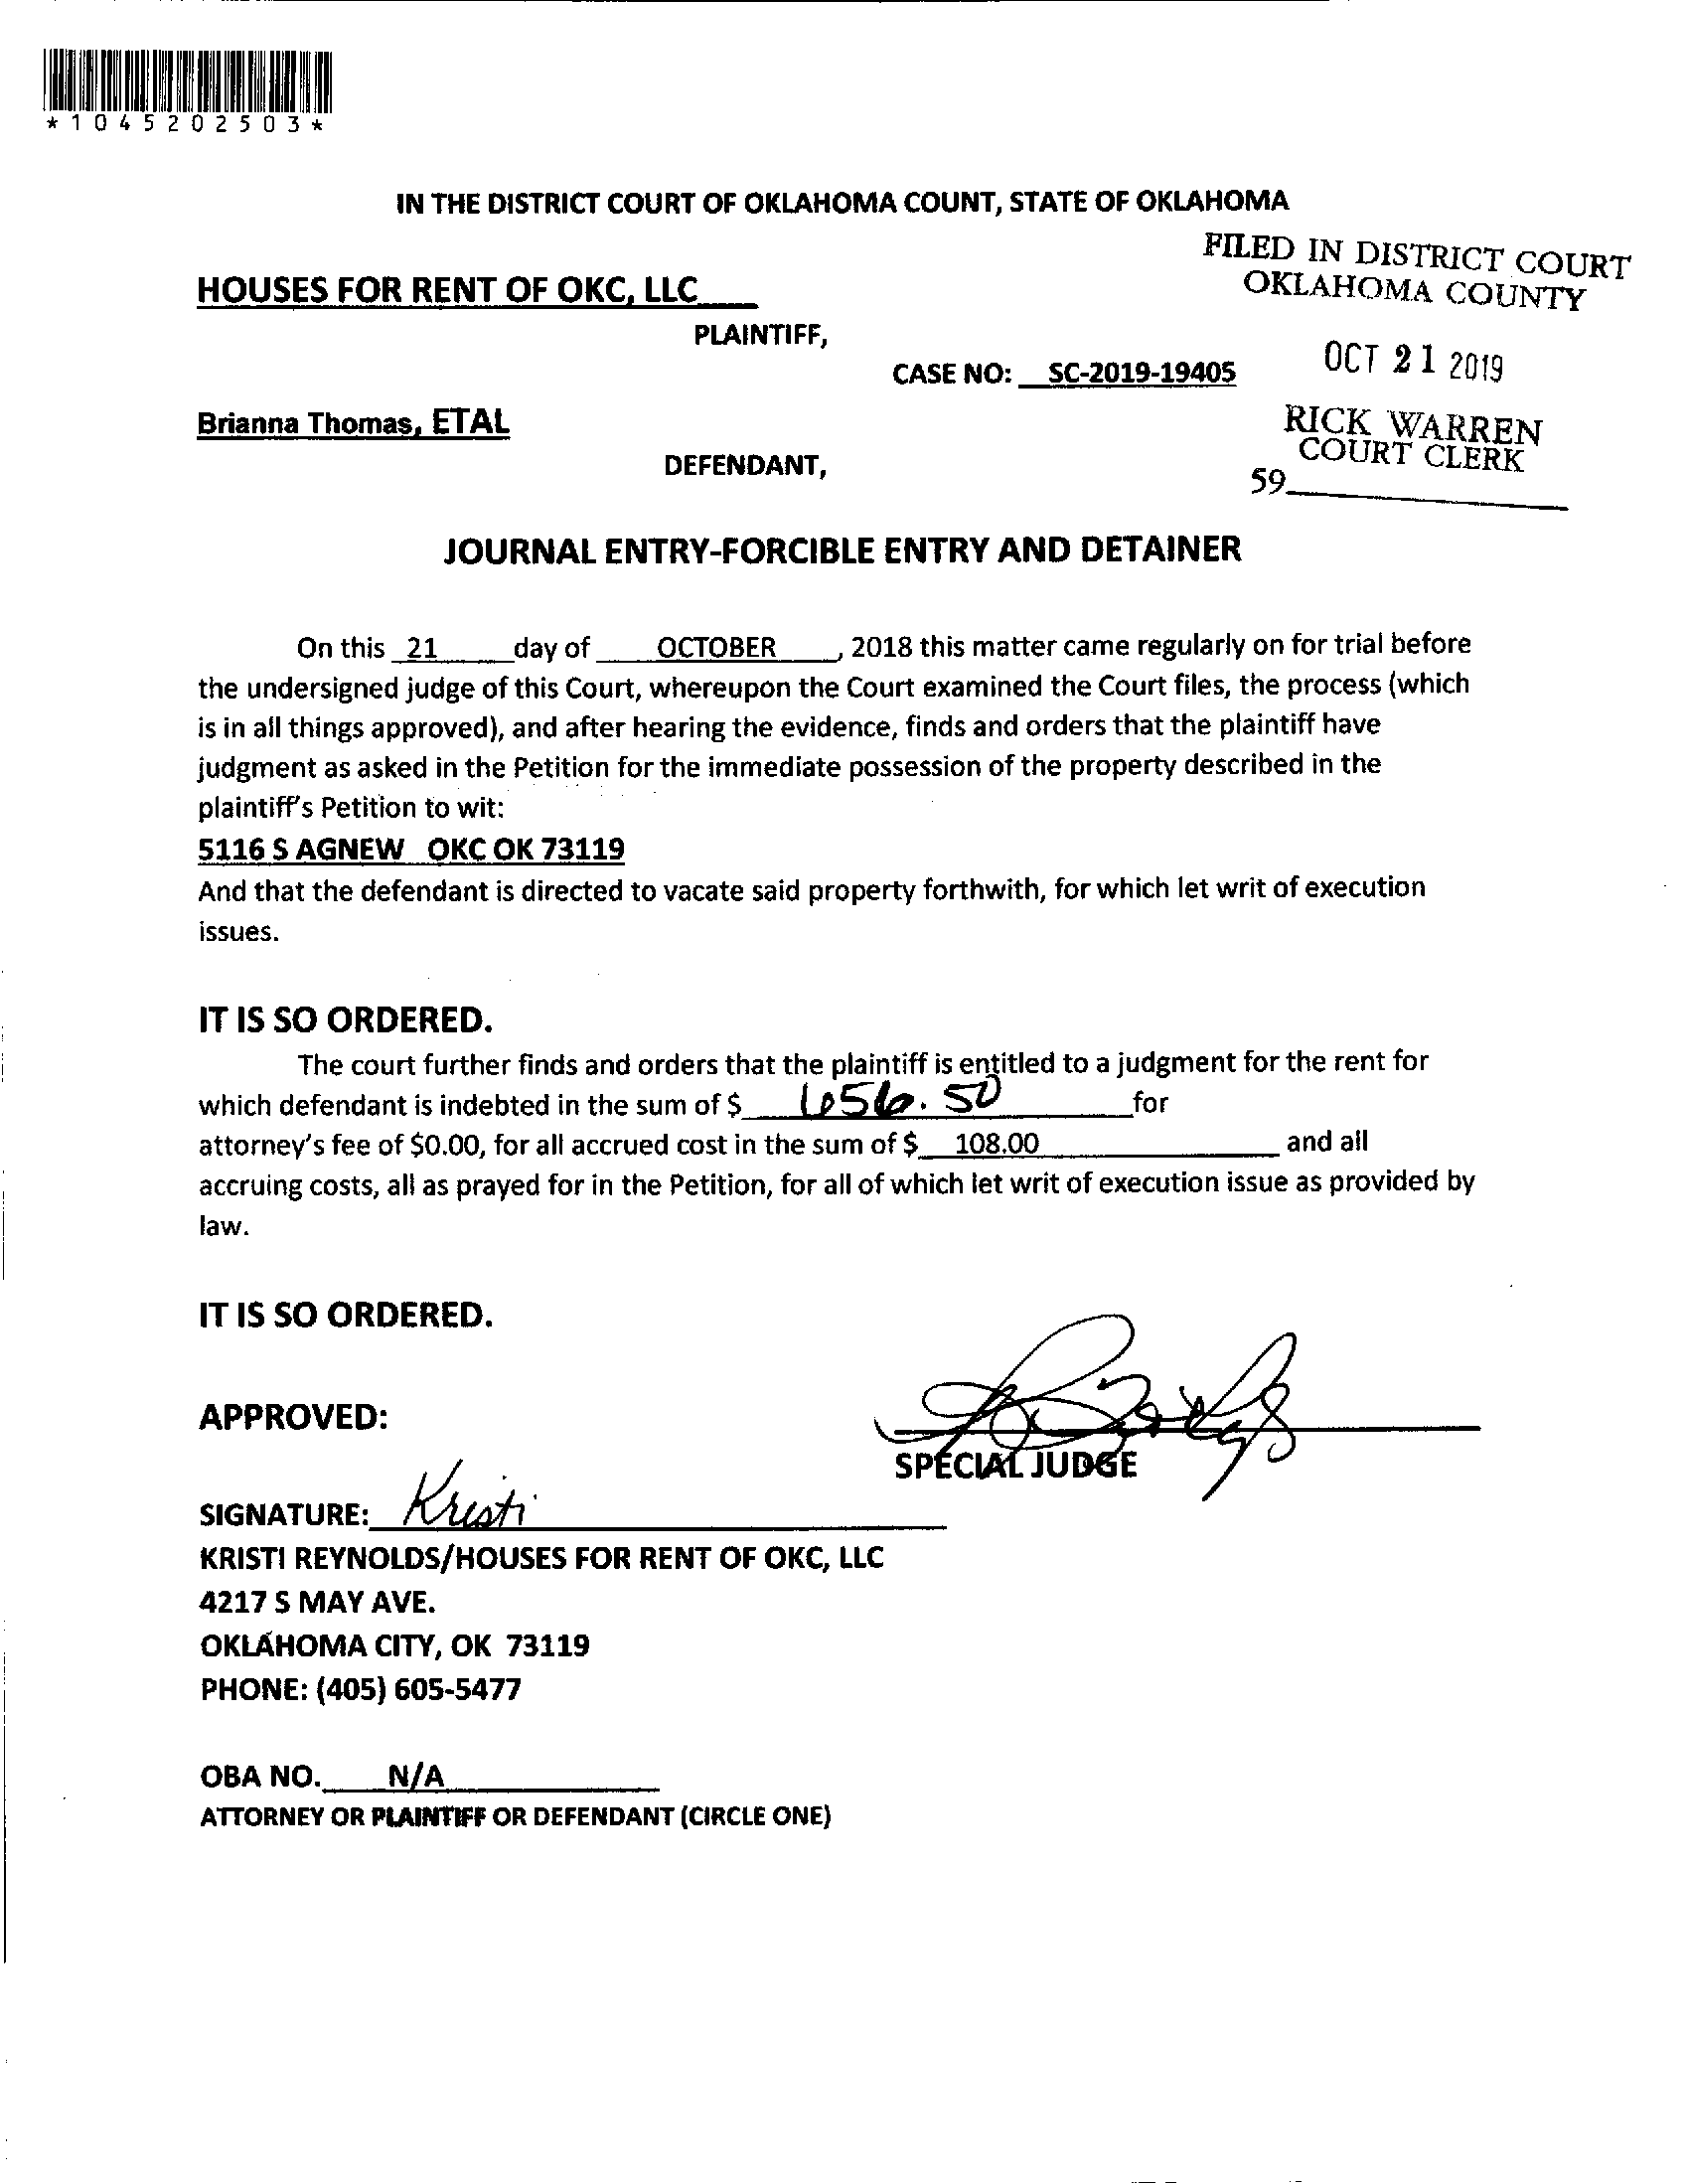 *1045202503*
IN THE DISTRICT COURT OF OKLAHOMA COUNT, STATE OF OKLAHOMA
FILED IN DISTRICT COURT
OKLAHOMA COUNTY
HOUSES FOR RENT OF OKC, LLC
PLAINTIFF,
OCT 21 2019
CASE NO: SC-2019-19405
RICK WARREN
COURT CLERK
Brianna Thomas, ETAL
DEFENDANT,
59
JOURNAL ENTRY-FORCIBLE ENTRY AND DETAINER
On this 21 day of OCTOBER, 2018 this matter came regularly on for trial before
the undersigned judge of this Court, whereupon the Court examined the Court files, the process (which
is in all things approved), and after hearing the evidence, finds and orders that the plaintiff have
judgment as asked in the Petition for the immediate possession of the property described in the
plaintiff's Petition to wit:
5116 S AGNEW OKC OK 73119
And that the defendant is directed to vacate said property forthwith, for which let writ of execution
issues.
IT IS SO ORDERED.
The court further finds and orders that the plaintiff is entitled to a judgment for the rent for
which defendant is indebted in the sum of $ 656.50 for
attorney's fee of $0.00, for all accrued cost in the sum of $ 108.00 and all
accruing costs, all as prayed for in the Petition, for all of which let writ of execution issue as provided by
law.
IT IS SO ORDERED.
APPROVED:
SPECIAL JUDGE
SIGNATURE: Kristi
KRISTI REYNOLDS/HOUSES FOR RENT OF OKC, LLC
4217 S MAY AVE.
OKLAHOMA CITY, OK 73119
PHONE: (405) 605-5477
OBA NO. N/A
ATTORNEY OR PLAINTIFF OR DEFENDANT (CIRCLE ONE)